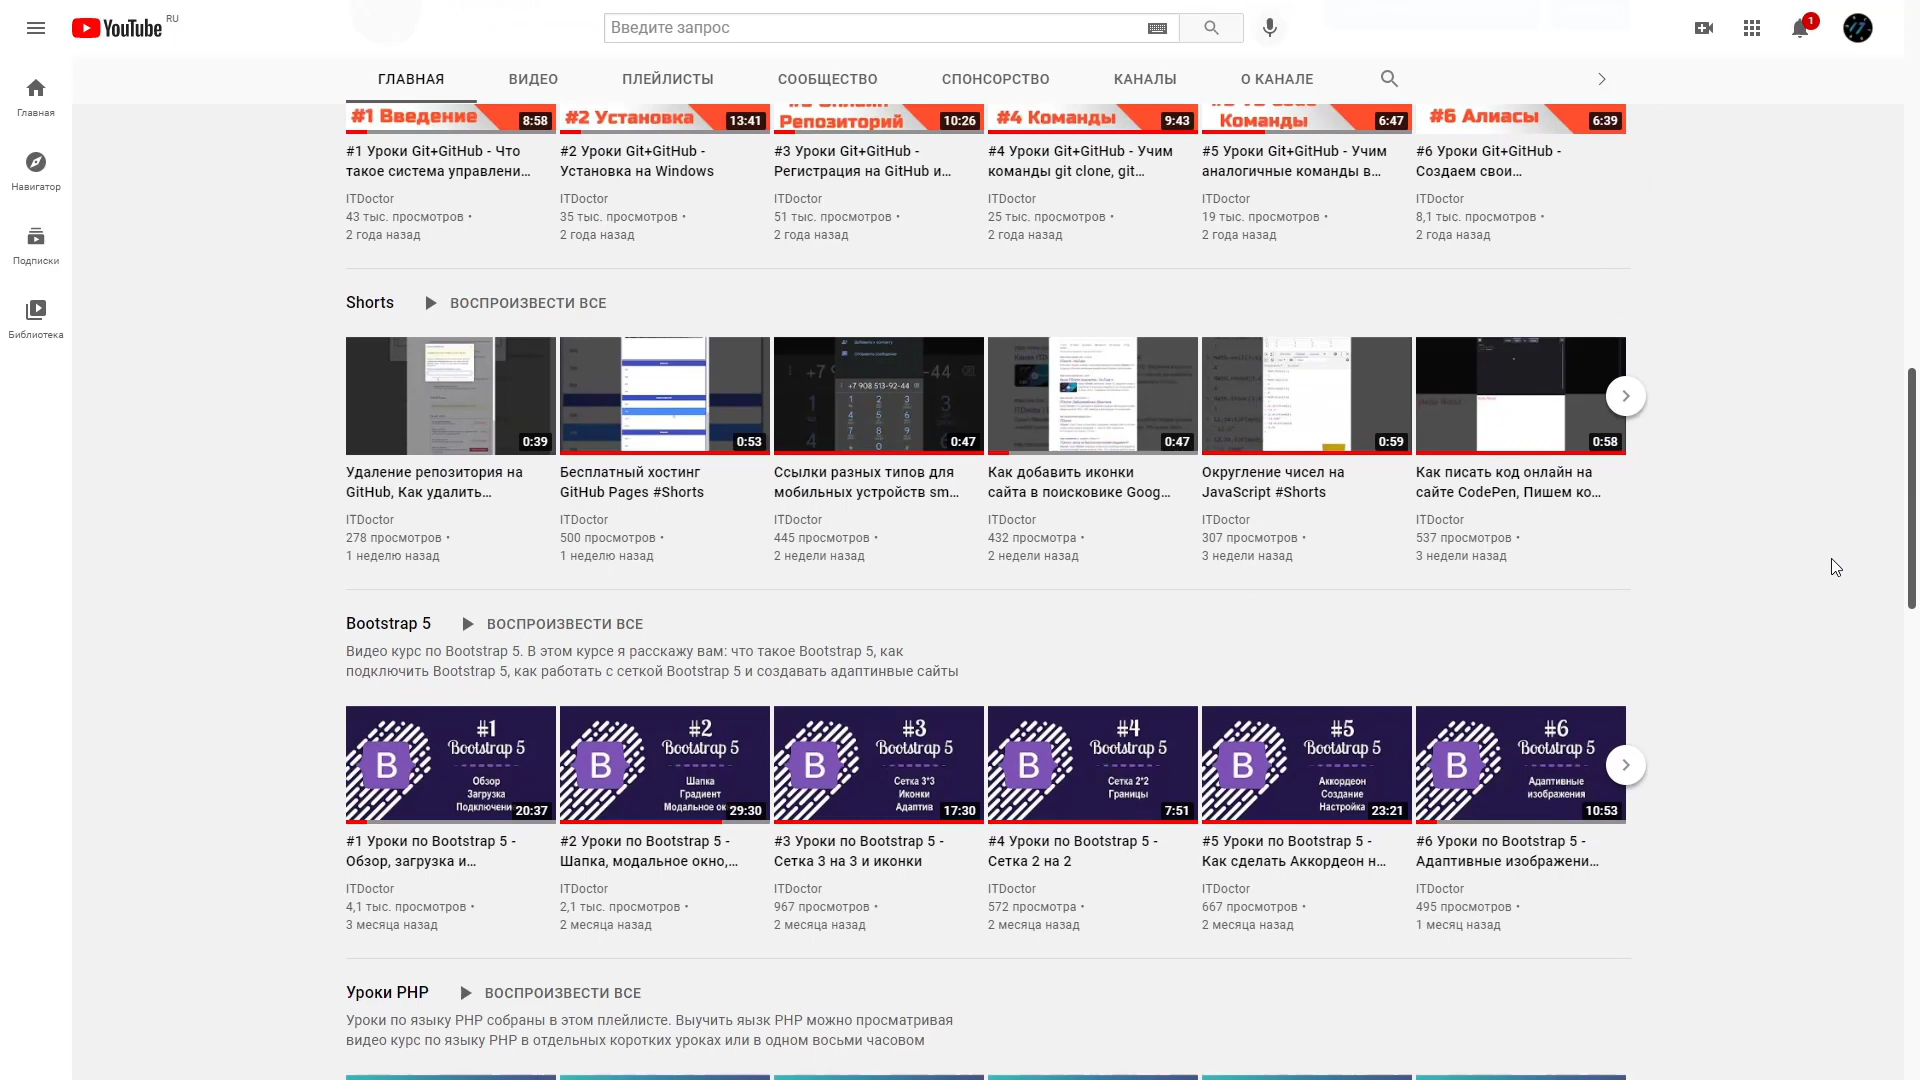 YouTube RU
Введите запрос
1
ГЛАВНАЯ ВИДЕО ПЛЕЙЛИСТЫ СООБЩЕСТВО СПОНСОРСТВО КАНАЛЫ О КАНАЛЕ
Главная
Навигатор
Подписки
Библиотека
#1 Введение 8:58
#2 Установка 13:41
Репозиторий 10:26
#4 Команды 9:43
Команды 6:47
#6 Алиасы 6:39
#1 Уроки Git+GitHub - Что
такое система управлени...
ITDoctor
43 тыс. просмотров •
2 года назад
#2 Уроки Git+GitHub -
Установка на Windows
ITDoctor
35 тыс. просмотров •
2 года назад
#3 Уроки Git+GitHub -
Регистрация на GitHub и...
ITDoctor
51 тыс. просмотров •
2 года назад
#4 Уроки Git+GitHub - Учим
команды git clone, git...
ITDoctor
25 тыс. просмотров •
2 года назад
#5 Уроки Git+GitHub - Учим
аналогичные команды в...
ITDoctor
19 тыс. просмотров •
2 года назад
#6 Уроки Git+GitHub -
Создаем свои...
ITDoctor
8,1 тыс. просмотров •
2 года назад
Shorts ВОСПРОИЗВЕСТИ ВСЕ
0:39
0:53
+7 908 513-92-44
0:47
0:47
0:59
0:58
Удаление репозитория на
GitHub, Как удалить...
ITDoctor
278 просмотров •
1 неделю назад
Бесплатный хостинг
GitHub Pages #Shorts
ITDoctor
500 просмотров •
1 неделю назад
Ссылки разных типов для
мобильных устройств sm...
ITDoctor
445 просмотров •
2 недели назад
Как добавить иконки
сайта в поисковике Goog...
ITDoctor
432 просмотра •
2 недели назад
Округление чисел на
JavaScript #Shorts
ITDoctor
307 просмотров •
3 недели назад
Как писать код онлайн на
сайте CodePen, Пишем ко...
ITDoctor
537 просмотров •
3 недели назад
Bootstrap 5 ВОСПРОИЗВЕСТИ ВСЕ
Видео курс по Bootstrap 5. В этом курсе я расскажу вам: что такое Bootstrap 5, как
подключить Bootstrap 5, как работать с сеткой Bootstrap 5 и создавать адаптинвые сайты
B
#1
Bootstrap 5
Обзор
Загрузка
Подключени
20:37
B
#2
Bootstrap 5
Шапка
Градиент
Модальное ок
29:30
B
#3
Bootstrap 5
Сетка 3*3
Иконки
Адаптив
17:30
B
#4
Bootstrap 5
Сетка 2*2
Границы
7:51
B
#5
Bootstrap 5
Аккордеон
Создание
Настройка
23:21
B
#6
Bootstrap 5
Адаптивные
изображения
10:53
#1 Уроки по Bootstrap 5 -
Обзор, загрузка и...
ITDoctor
4,1 тыс. просмотров •
3 месяца назад
#2 Уроки по Bootstrap 5 -
Шапка, модальное окно,...
ITDoctor
2,1 тыс. просмотров •
2 месяца назад
#3 Уроки по Bootstrap 5 -
Сетка 3 на 3 и иконки
ITDoctor
967 просмотров •
2 месяца назад
#4 Уроки по Bootstrap 5 -
Сетка 2 на 2
ITDoctor
572 просмотра •
2 месяца назад
#5 Уроки по Bootstrap 5 -
Как сделать Аккордеон н...
ITDoctor
667 просмотров •
2 месяца назад
#6 Уроки по Bootstrap 5 -
Адаптивные изображени...
ITDoctor
495 просмотров •
1 месяц назад
Уроки PHP ВОСПРОИЗВЕСТИ ВСЕ
Уроки по языку PHP собраны в этом плейлисте. Выучить яызк PHP можно просматривая
видео курс по языку PHP в отдельных коротких уроках или в одном восьми часовом